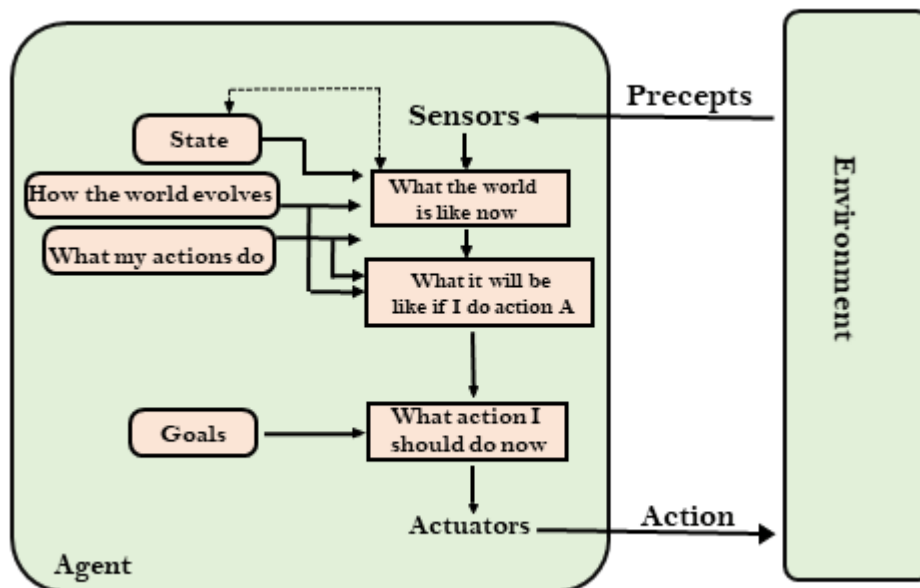 Precepts
Sensors
State
What the world
is like now
How the world evolves
What my actions do
What it will be
like if I do action A
Environment
What action I
should do now
Goals
Actuators
Action
Agent